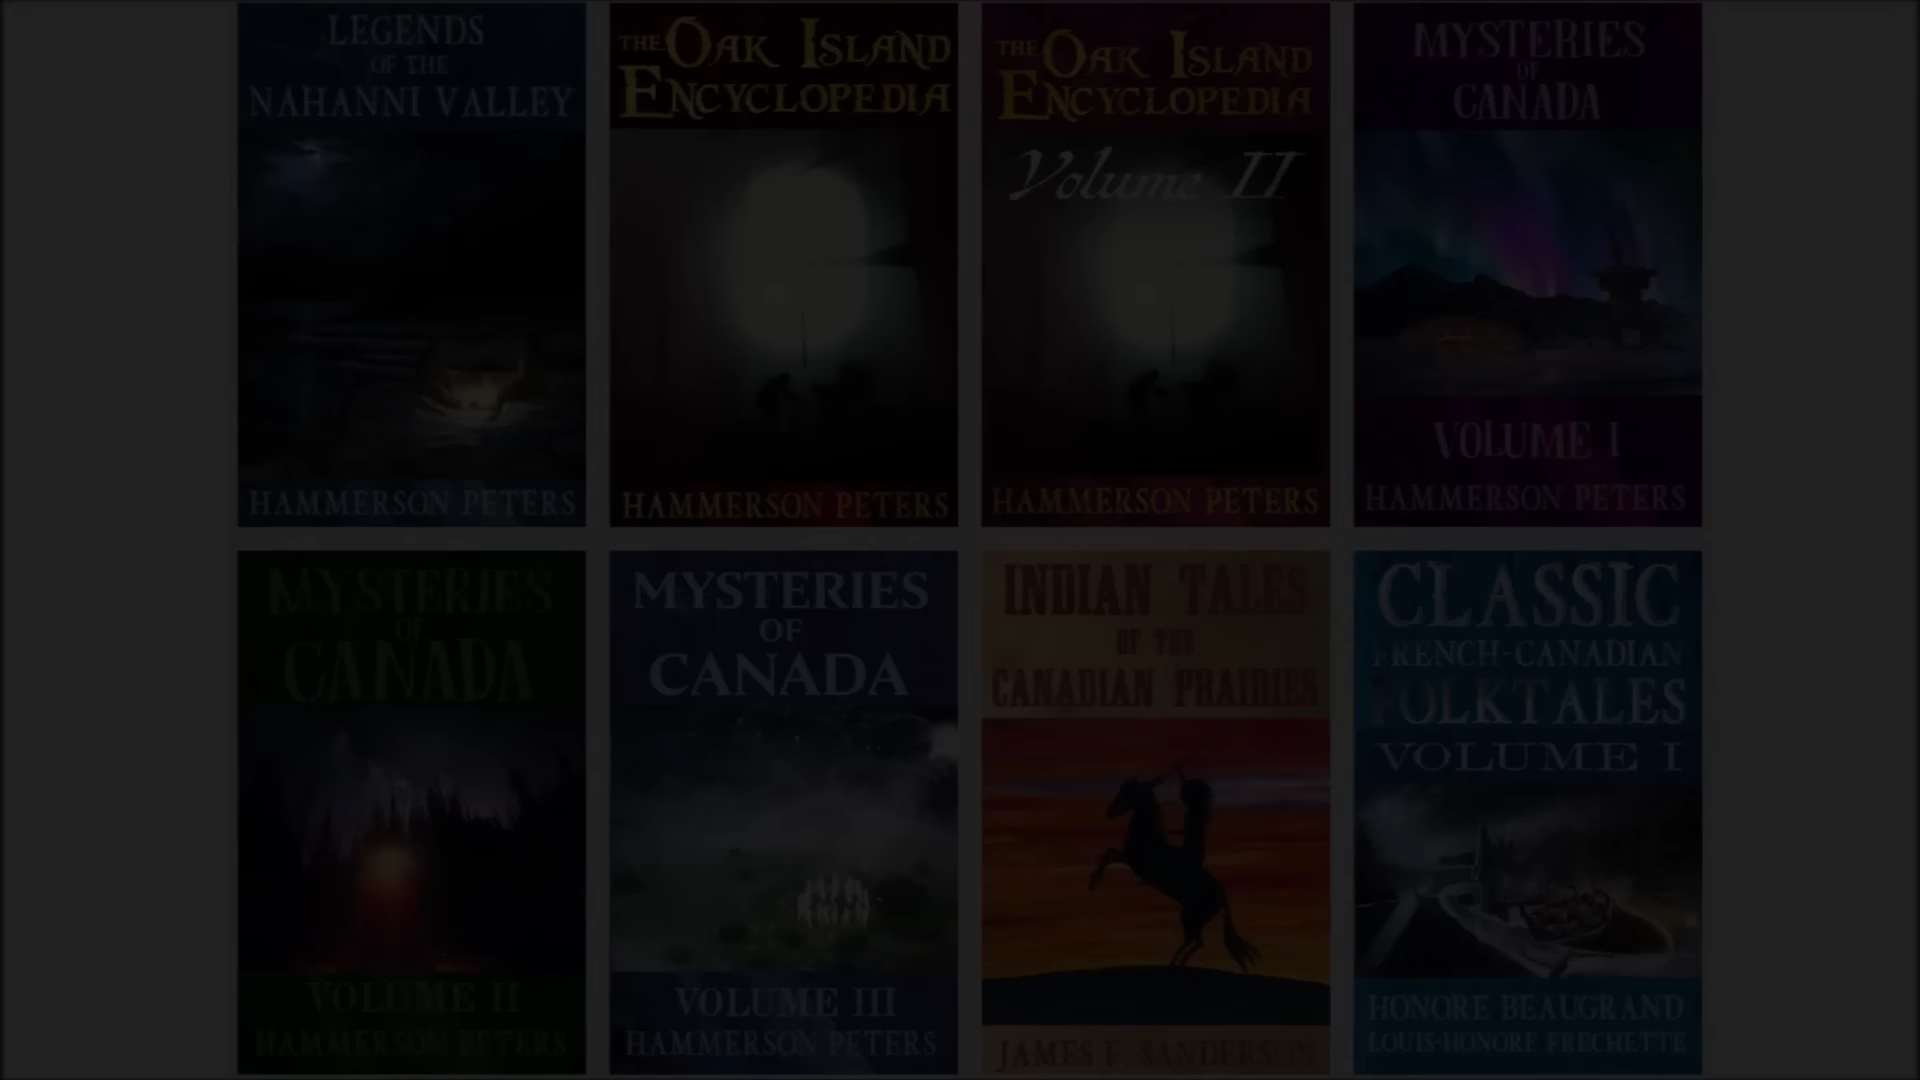 LEGENDS
OF THE
NAHANNI VALLEY
HAMMERSON PETERS
THE OAK ISLAND
ENCYCLOPEDIA
HAMMERSON PETERS
THE OAK ISLAND
ENCYCLOPEDIA
Volume II
HAMMERSON PETERS
MYSTERIES
OF
CANADA
VOLUME I
HAMMERSON PETERS
MYSTERIES
OF
CANADA
VOLUME II
HAMMERSON PETERS
MYSTERIES
OF
CANADA
VOLUME III
HAMMERSON PETERS
INDIAN TALES
OF THE
CANADIAN PRAIRIES
JAMES F. SANDERSON
CLASSIC
FRENCH-CANADIAN
FOLKTALES
VOLUME I
HONORE BEAUGRAND
LOUIS-HONORE FRECHETTE